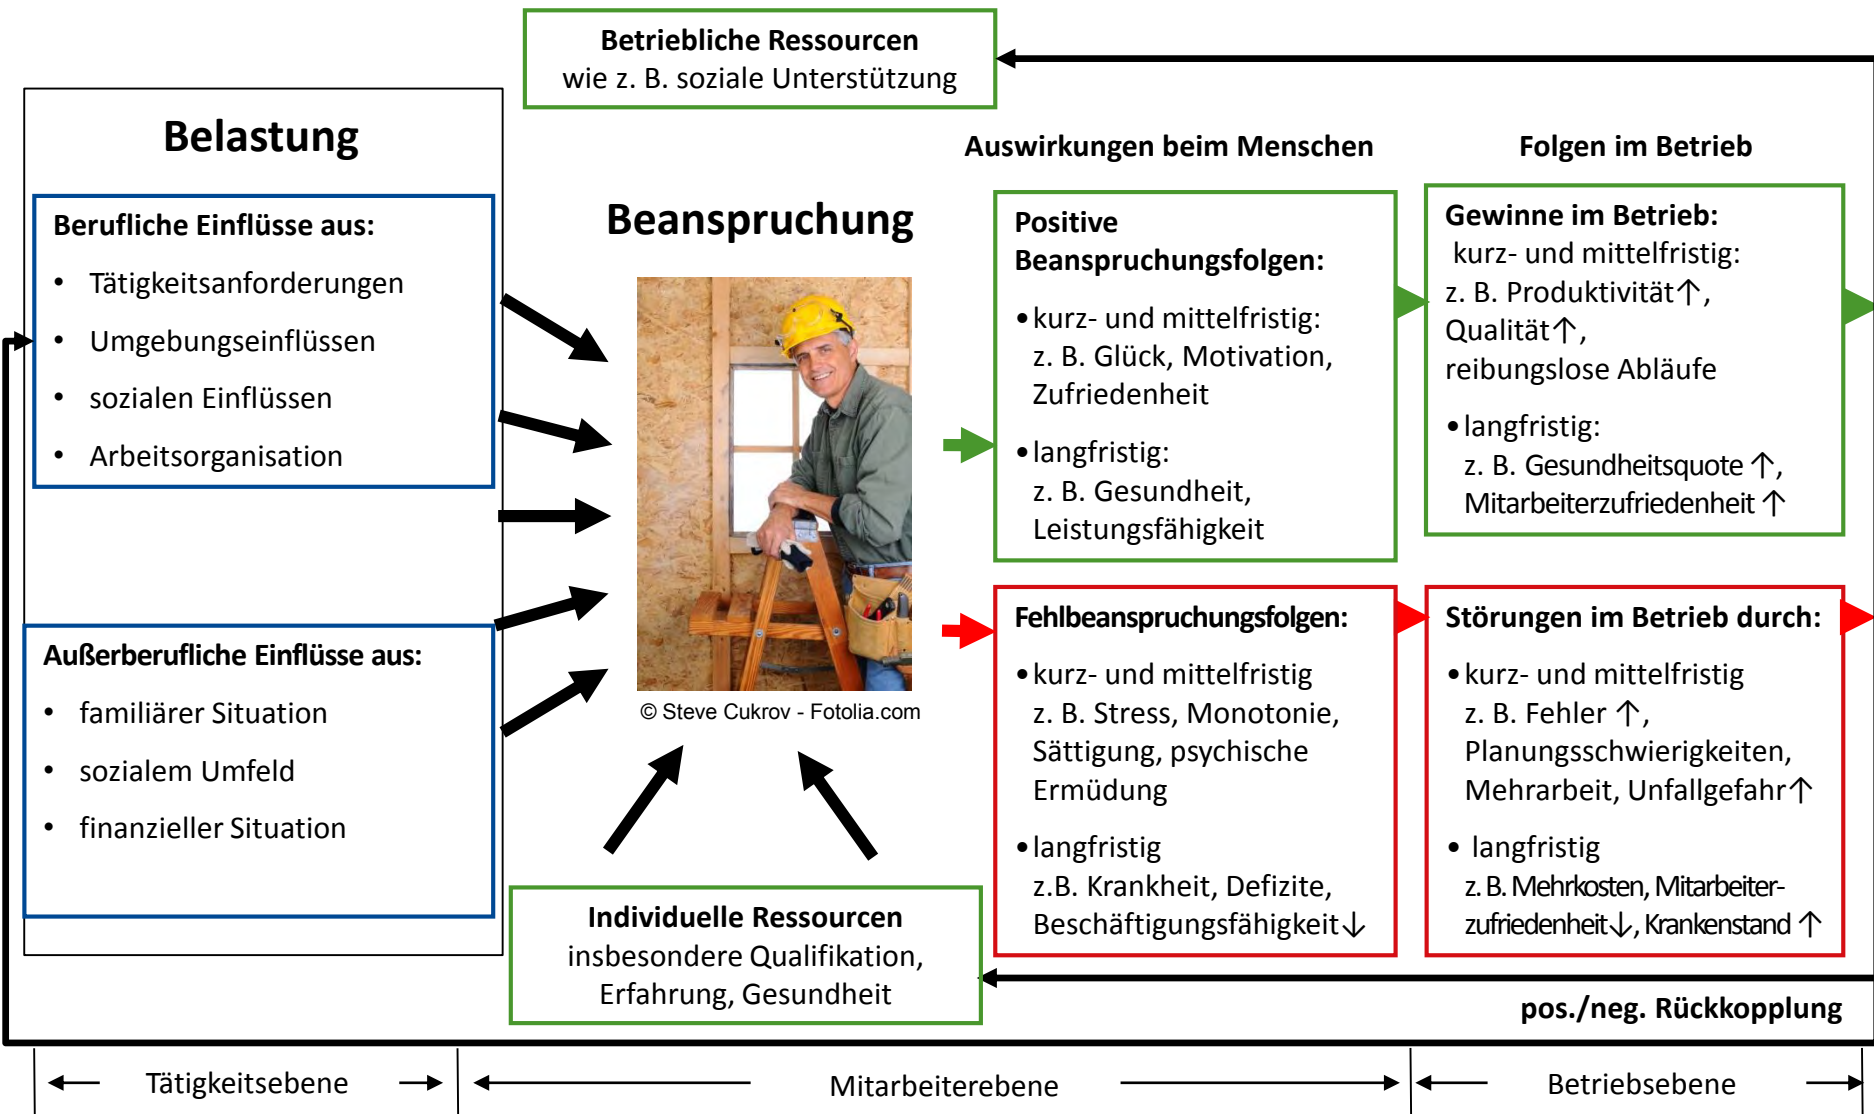 Betriebliche Ressourcen
wie z. B. soziale Unterstützung
Belastung
Berufliche Einflüsse aus:
• Tätigkeitsanforderungen
• Umgebungseinflüssen
• sozialen Einflüssen
• Arbeitsorganisation
Außerberufliche Einflüsse aus:
• familiärer Situation
• sozialem Umfeld
• finanzieller Situation
Beanspruchung
© Steve Cukrov - Fotolia.com
Individuelle Ressourcen
insbesondere Qualifikation,
Erfahrung, Gesundheit
Auswirkungen beim Menschen
Positive
Beanspruchungsfolgen:
• kurz- und mittelfristig:
z. B. Glück, Motivation,
Zufriedenheit
• langfristig:
z. B. Gesundheit,
Leistungsfähigkeit
Fehlbeanspruchungsfolgen:
• kurz- und mittelfristig
z. B. Stress, Monotonie,
Sättigung, psychische
Ermüdung
• langfristig
z.B. Krankheit, Defizite,
Beschäftigungsfähigkeit↓
Folgen im Betrieb
Gewinne im Betrieb:
kurz- und mittelfristig:
z. B. Produktivität↑,
Qualität↑,
reibungslose Abläufe
• langfristig:
z. B. Gesundheitsquote ↑,
Mitarbeiterzufriedenheit ↑
Störungen im Betrieb durch:
• kurz- und mittelfristig
z. B. Fehler ↑,
Planungsschwierigkeiten,
Mehrarbeit, Unfallgefahr↑
• langfristig
z. B. Mehrkosten, Mitarbeiter-
zufriedenheit↓, Krankenstand ↑
pos./neg. Rückkopplung
Tätigkeitsebene
Mitarbeiterebene
Betriebsebene